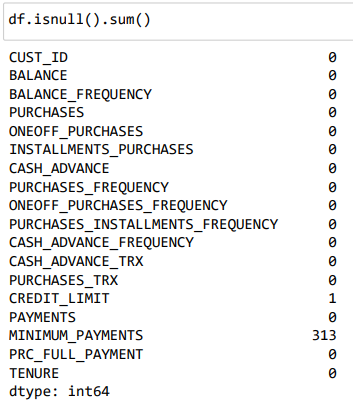 df.isnull().sum()
CUST_ID 0
BALANCE 0
BALANCE_FREQUENCY 0
PURCHASES 0
ONEOFF_PURCHASES 0
INSTALLMENTS_PURCHASES 0
CASH_ADVANCE 0
PURCHASES_FREQUENCY 0
ONEOFF_PURCHASES_FREQUENCY 0
PURCHASES_INSTALLMENTS_FREQUENCY 0
CASH_ADVANCE_FREQUENCY 0
CASH_ADVANCE_TRX 0
PURCHASES_TRX 0
CREDIT_LIMIT 1
PAYMENTS 0
MINIMUM_PAYMENTS 313
PRC_FULL_PAYMENT 0
TENURE 0
dtype: int64